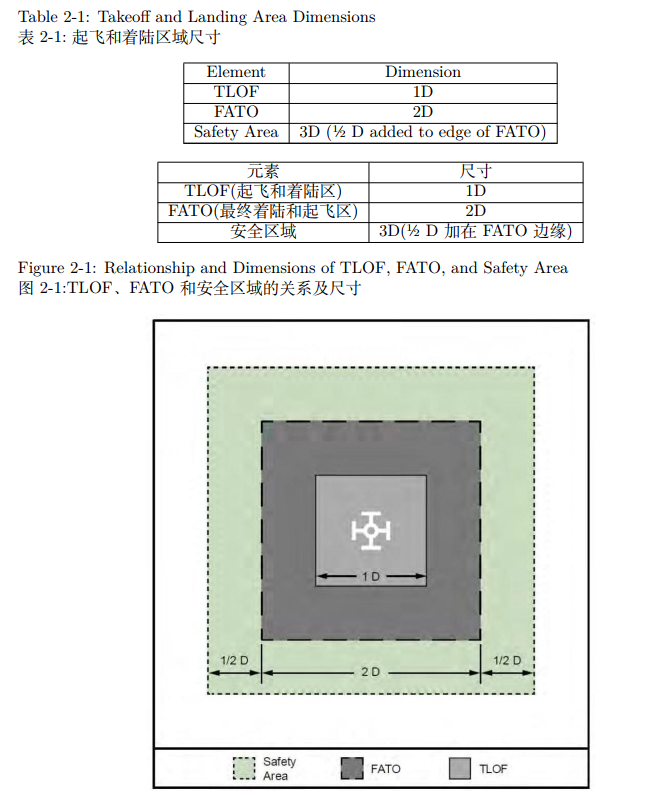 Table 2-1: Takeoff and Landing Area Dimensions
表 2-1: 起飞和着陆区域尺寸
Element Dimension
TLOF 1D
FATO 2D
Safety Area 3D (½ D added to edge of FATO)
元素 尺寸
TLOF(起飞和着陆区) 1D
FATO(最终着陆和起飞区) 2D
安全区域 3D(½ D 加在 FATO 边缘)
Figure 2-1: Relationship and Dimensions of TLOF, FATO, and Safety Area
图 2-1:TLOF、FATO 和安全区域的关系及尺寸
1 D
1/2 D 2 D 1/2 D
Safety Area FATO TLOF